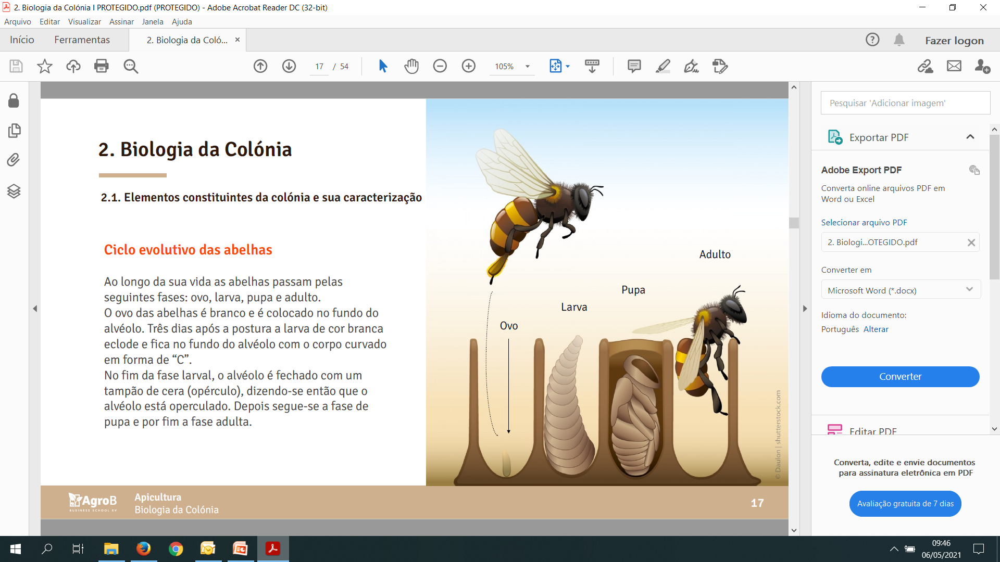 2. Biologia da Colónia I PROTEGIDO.pdf (PROTEGIDO) - Adobe Acrobat Reader DC (32-bit)
Arquivo Editar Visualizar Assinar Janela Ajuda
Início Ferramentas 2. Biologia da Coló... × Fazer logon
17 / 54 105%
2. Biologia da Colónia
2.1. Elementos constituintes da colónia e sua caracterização
Ciclo evolutivo das abelhas
Ao longo da sua vida as abelhas passam pelas
seguintes fases: ovo, larva, pupa e adulto.
O ovo das abelhas é branco e é colocado no fundo do
alvéolo. Três dias após a postura a larva de cor branca
eclode e fica no fundo do alvéolo com o corpo curvado
em forma de “C”.
No fim da fase larval, o alvéolo é fechado com um
tampão de cera (opérculo), dizendo-se então que o
alvéolo está operculado. Depois segue-se a fase de
pupa e por fim a fase adulta.
Ovo
Larva
Pupa
Adulto
© Daulon | shutterstock.com
AgroB
BUSINESS SCHOOL BY
Apicultura
Biologia da Colónia
17
Pesquisar 'Adicionar imagem'
Exportar PDF
Adobe Export PDF
Converta online arquivos PDF em
Word ou Excel
Selecionar arquivo PDF
2. Biologi...OTEGIDO.pdf
Converter em
Microsoft Word (*.docx)
Idioma do documento:
Português Alterar
Converter
Editar PDF
Converta, edite e envie documentos
para assinatura eletrônica em PDF
Avaliação gratuita de 7 dias
09:46
06/05/2021